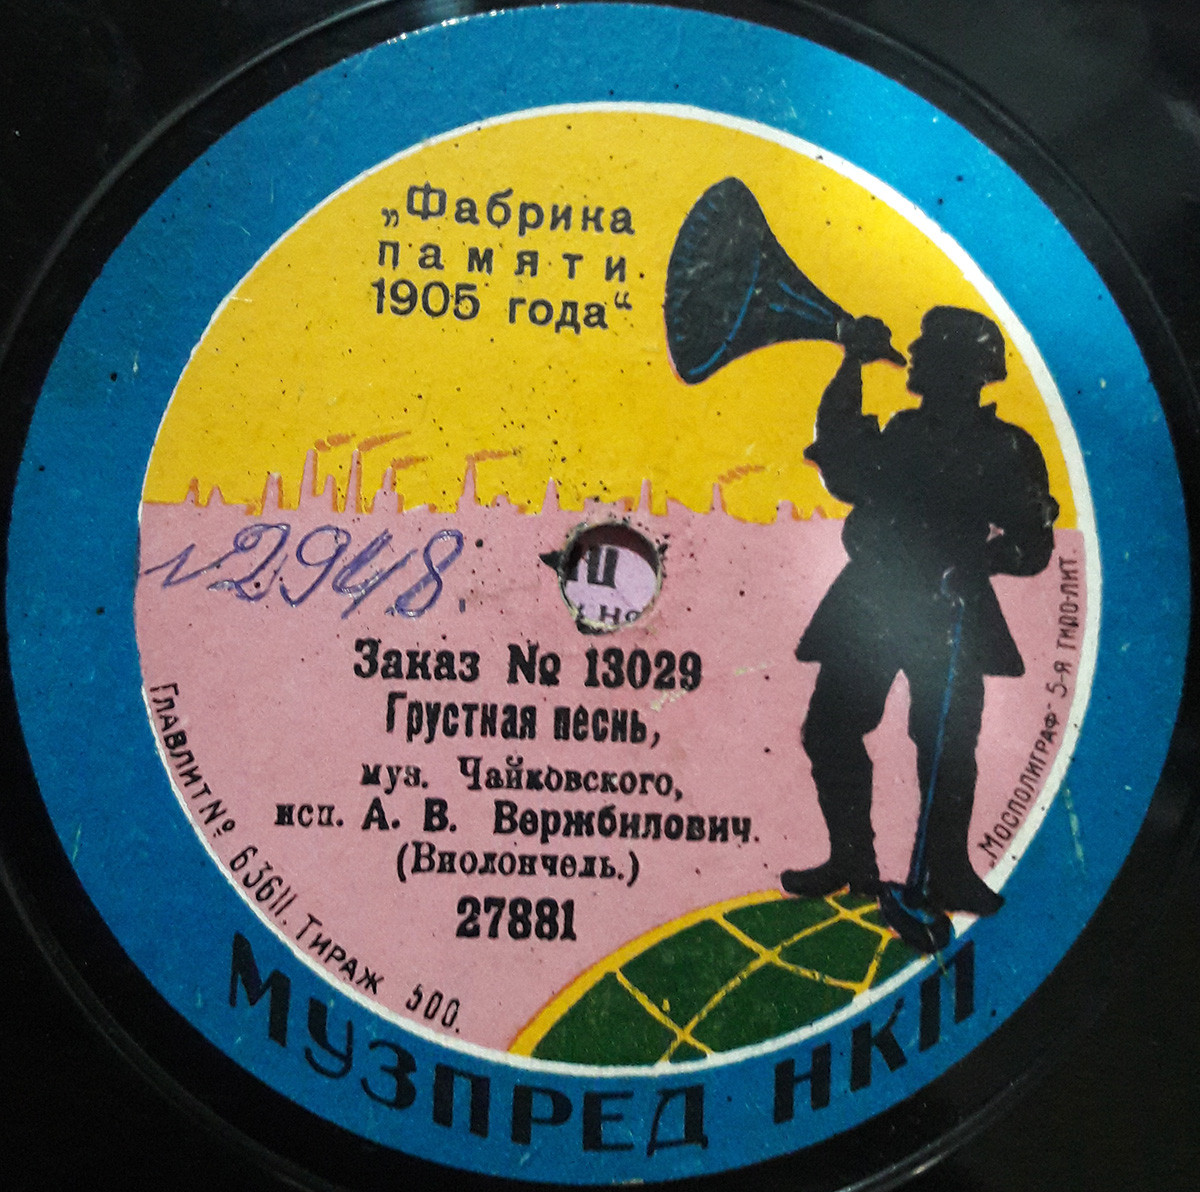 „Фабрика
памяти
1905 года“
№2948.
Заказ № 13029
Грустная песнь,
муз. Чайковского,
исп. А. В. Вержбилович.
(Виолончель.)
27881
Главлит № 63611. Тираж 500.
„Мосполиграф“ 5-я типо-лит.
МУЗПРЕД НКП